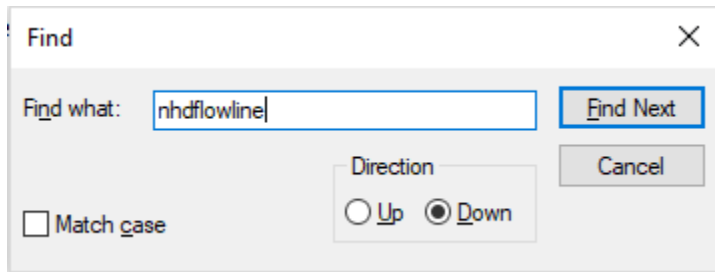 Find
Find what: nhdflowline Find Next
Direction Cancel
Match case Up Down